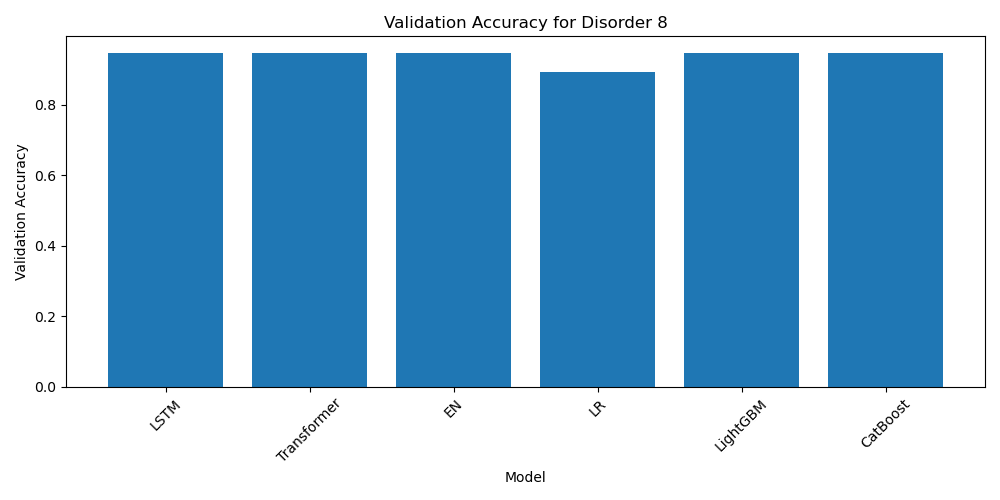 Validation Accuracy for Disorder 8
Validation Accuracy
0.8
0.6
0.4
0.2
0.0
LSTM
Transformer
EN
LR
LightGBM
CatBoost
Model